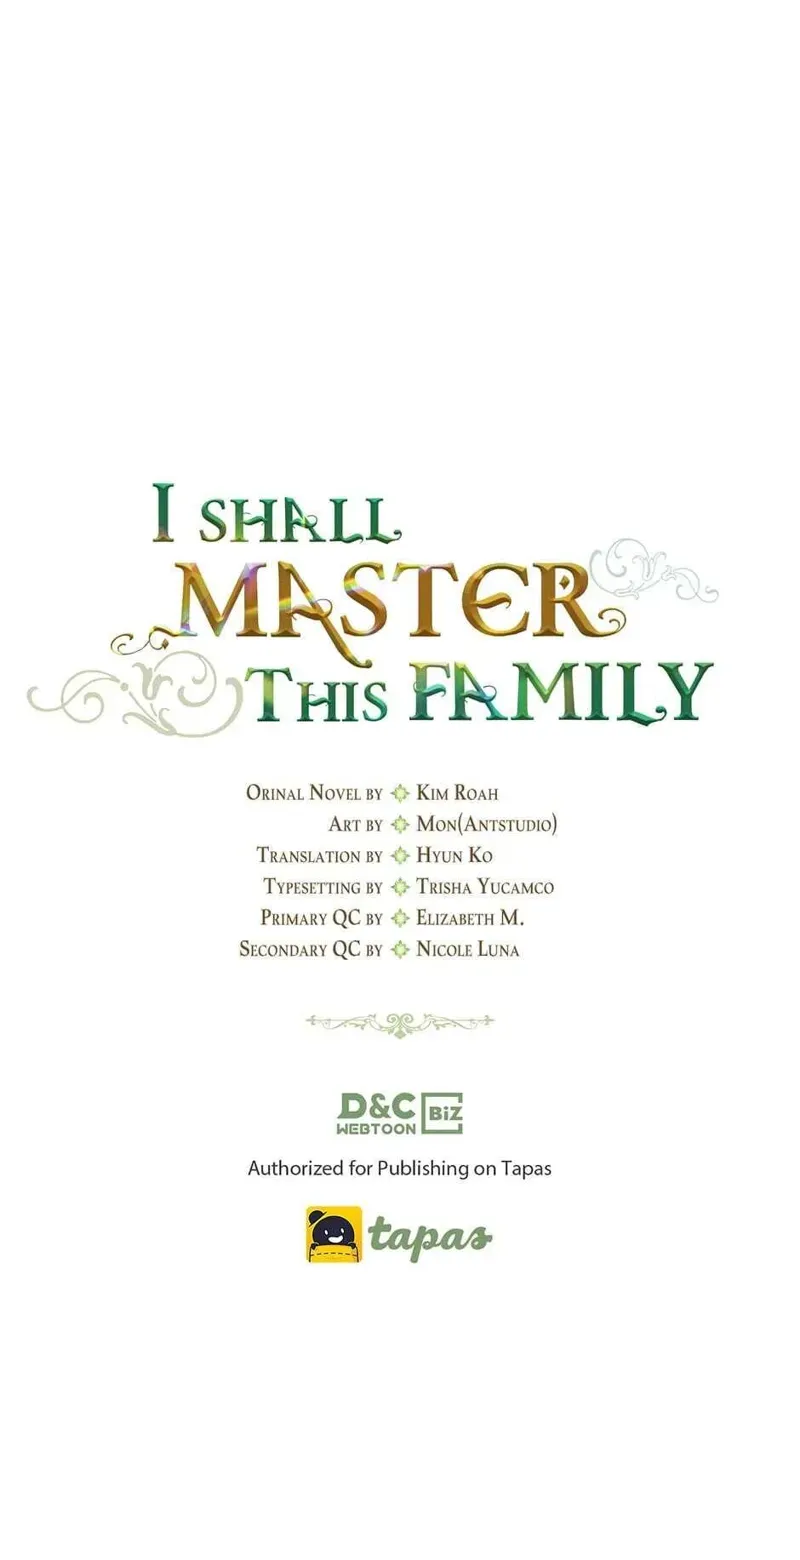 I SHALL
MASTER
THIS FAMILY
ORINAL NOVEL BY KIM ROAH
ART BY MON(ANTSTUDIO)
TRANSLATION BY HYUN KO
TYPESETTING BY TRISHA YUCAMCO
PRIMARY QC BY ELIZABETH M.
SECONDARY QC BY NICOLE LUNA
D&C WEBTOON BiZ
Authorized for Publishing on Tapas
tapas